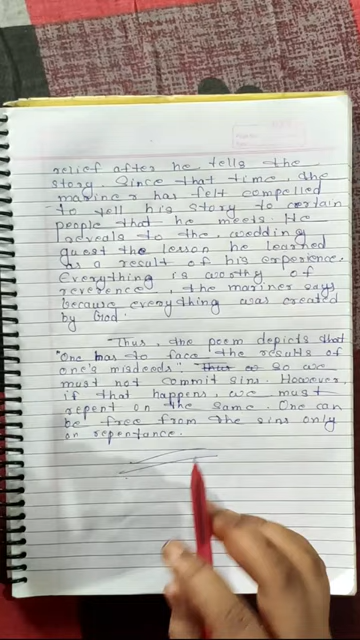 relief after he tells the
story. Since that time, the
mariner has felt compelled
to tell his story to certain
people that he meets. He
reveals to the wedding
guest the lesson he learned
as a result of his experience.
Everything is worthy of
reverence, the mariner says
because everything was created
by God.
Thus, the poem depicts that
"One has to face the results of
one's misdeeds." so we
must not commit sins. However,
if that happens, we must
repent on the same. One can
be free from the sins only
on repentance.